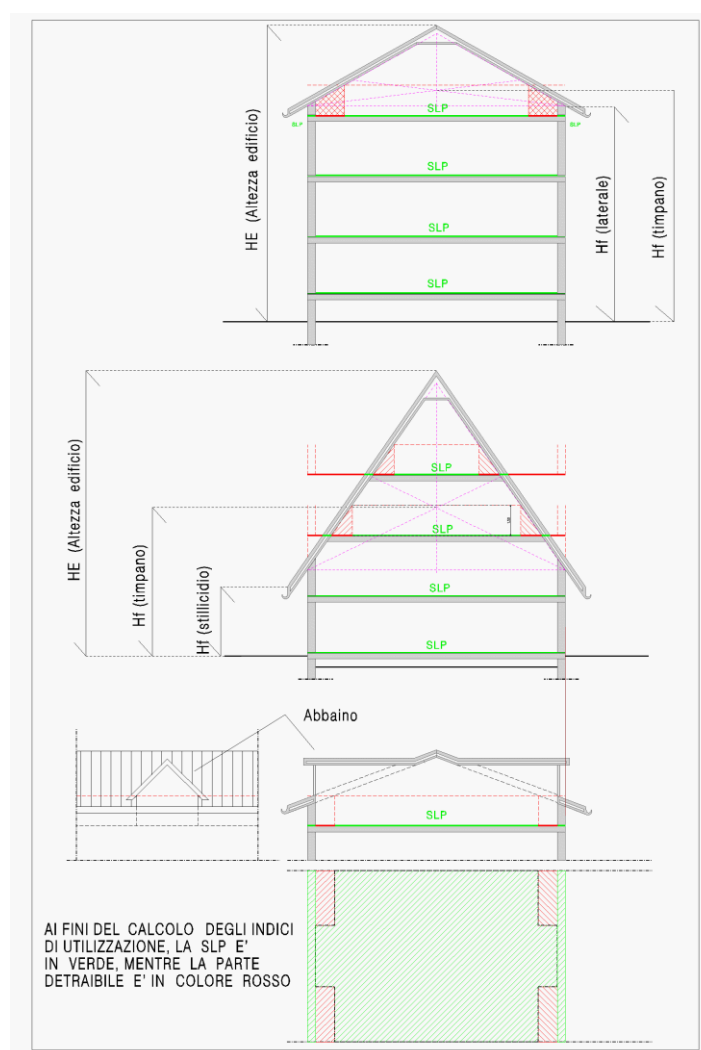 HE (Altezza edificio)
SLP
SLP
SLP
SLP
SLP
SLP
Hf (laterale)
Hf (timpano)
HE (Altezza edificio)
Hf (timpano)
Hf (stillicidio)
SLP
SLP
SLP
SLP
Abbaino
SLP
AI FINI DEL CALCOLO DEGLI INDICI
DI UTILIZZAZIONE, LA SLP E'
IN VERDE, MENTRE LA PARTE
DETRAIBILE E' IN COLORE ROSSO